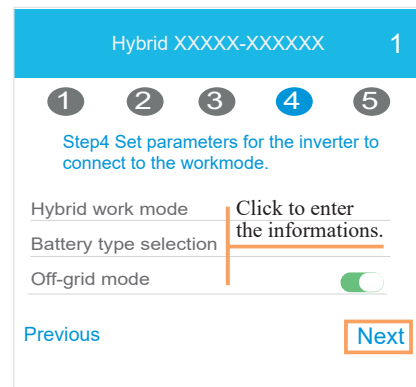 Hybrid XXXXX-XXXXXX 1
1 2 3 4 5
Step4 Set parameters for the inverter to
connect to the workmode.
Hybrid work mode
Click to enter
the informations.
Battery type selection
Off-grid mode
Previous
Next